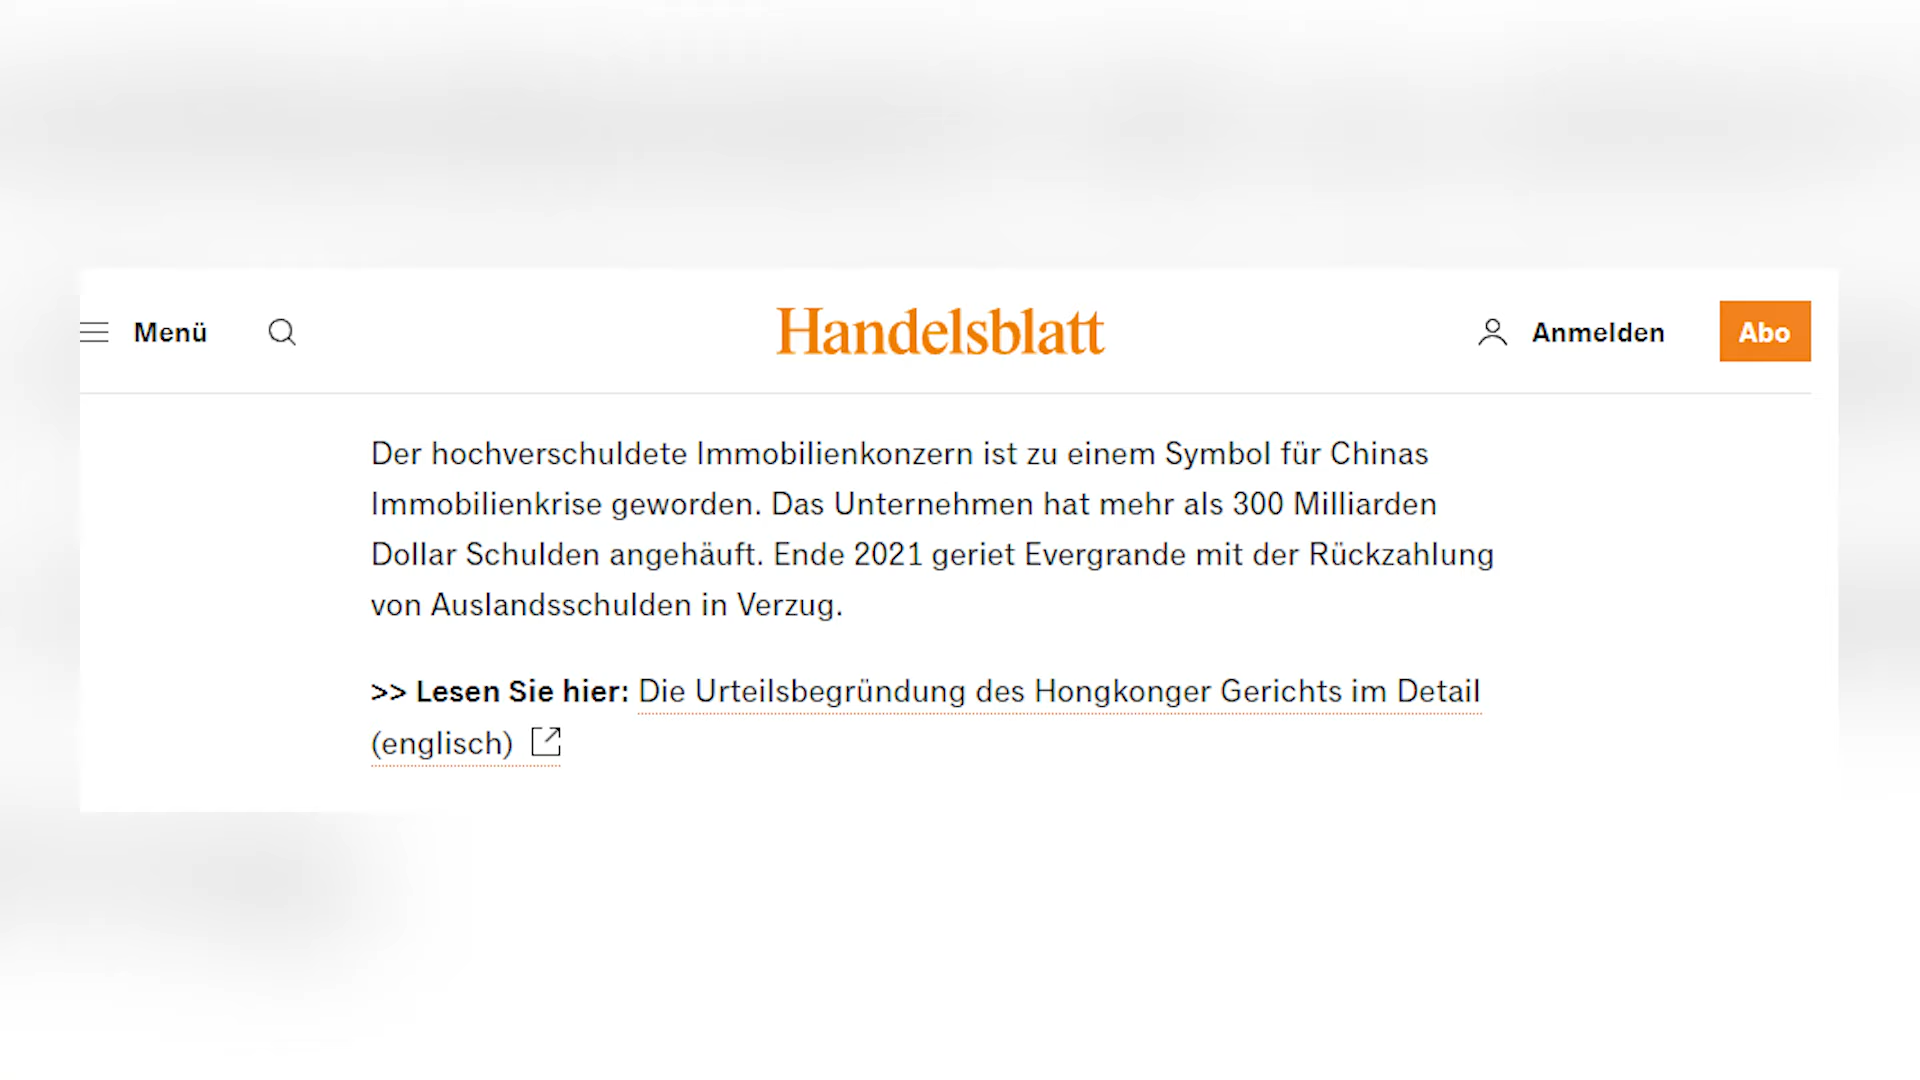 Menü
Handelsblatt
Anmelden
Abo
Der hochverschuldete Immobilienkonzern ist zu einem Symbol für Chinas
Immobilienkrise geworden. Das Unternehmen hat mehr als 300 Milliarden
Dollar Schulden angehäuft. Ende 2021 geriet Evergrande mit der Rückzahlung
von Auslandsschulden in Verzug.
>> Lesen Sie hier: Die Urteilsbegründung des Hongkonger Gerichts im Detail
(englisch)